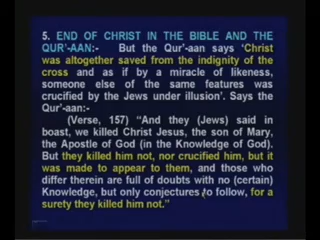 5. END OF CHRIST IN THE BIBLE AND THE
QUR'-AAN:- But the Qur'-aan says 'Christ
was altogether saved from the indignity of the
cross and as if by a miracle of likeness,
someone else of the same features was
crucified by the Jews under illusion'. Says the
Qur'-aan:-
(Verse, 157) "And they (Jews) said in
boast, we killed Christ Jesus, the son of Mary,
the Apostle of God (in the Knowledge of God).
But they killed him not, nor crucified him, but it
was made to appear to them, and those who
differ therein are full of doubts with no (certain)
Knowledge, but only conjectures to follow, for a
surety they killed him not."